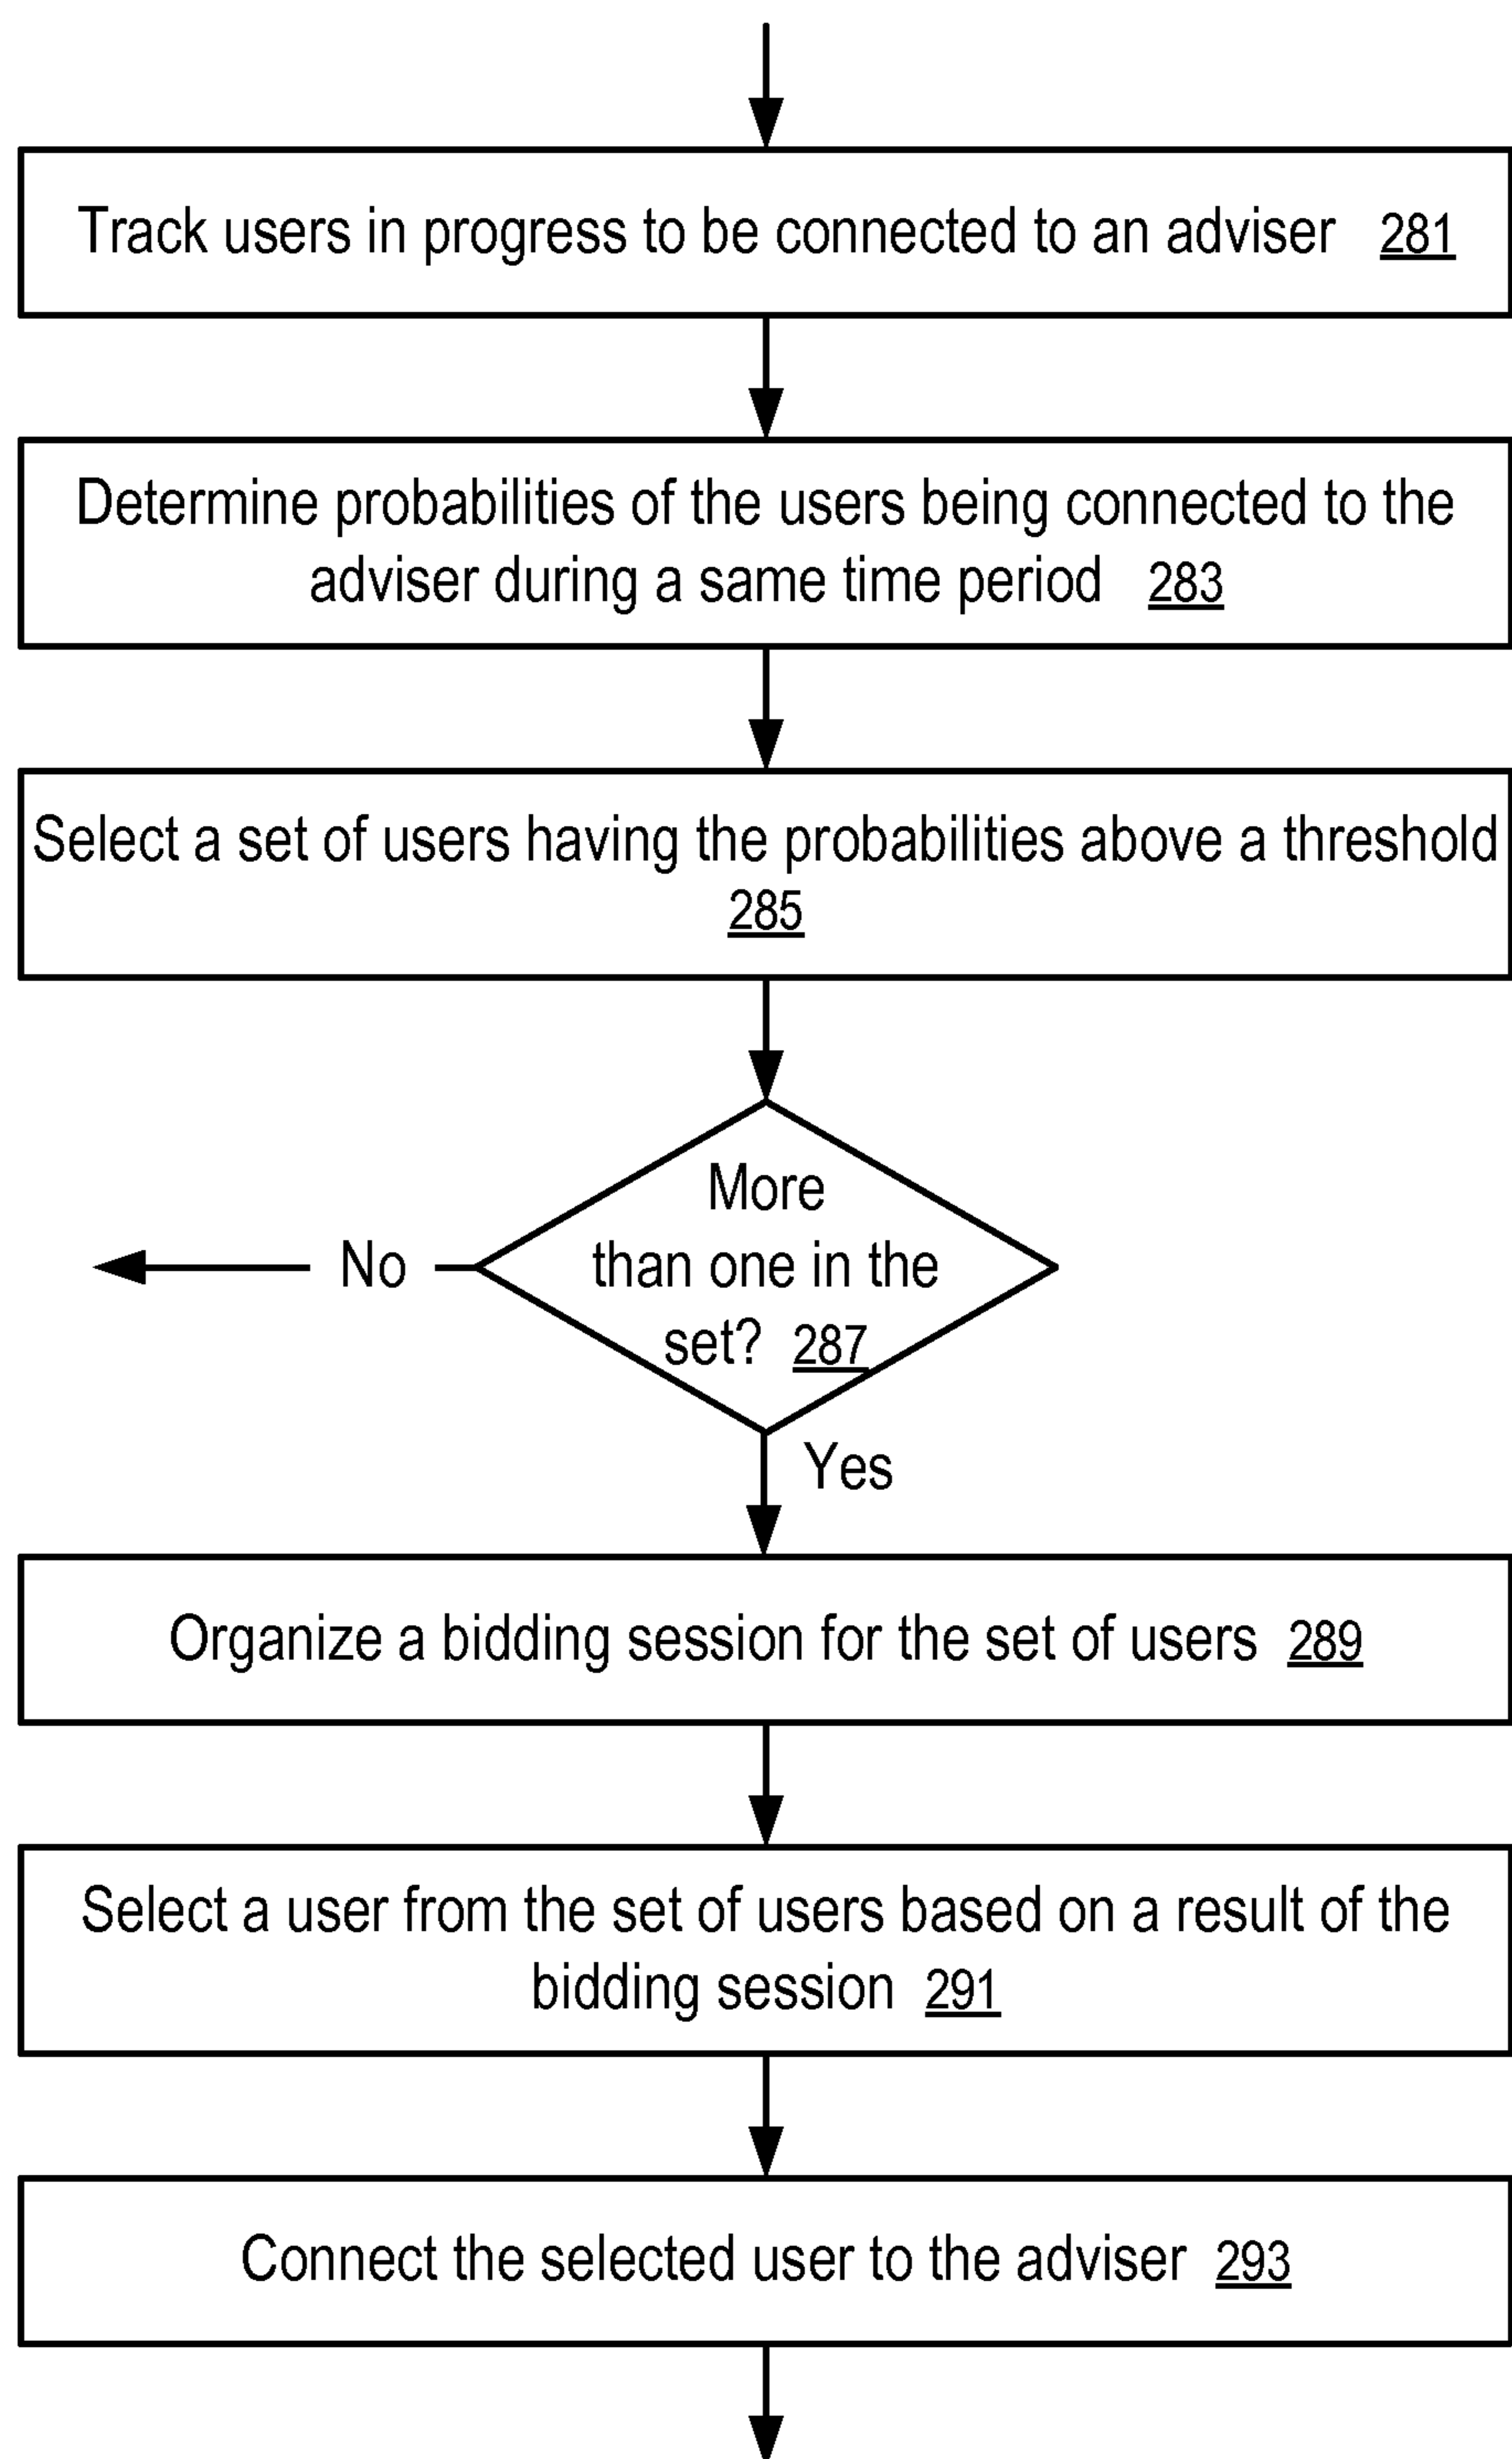 Track users in progress to be connected to an adviser 281
Determine probabilities of the users being connected to the
adviser during a same time period 283
Select a set of users having the probabilities above a threshold
285
More
than one in the
set? 287
No
Yes
Organize a bidding session for the set of users 289
Select a user from the set of users based on a result of the
bidding session 291
Connect the selected user to the adviser 293